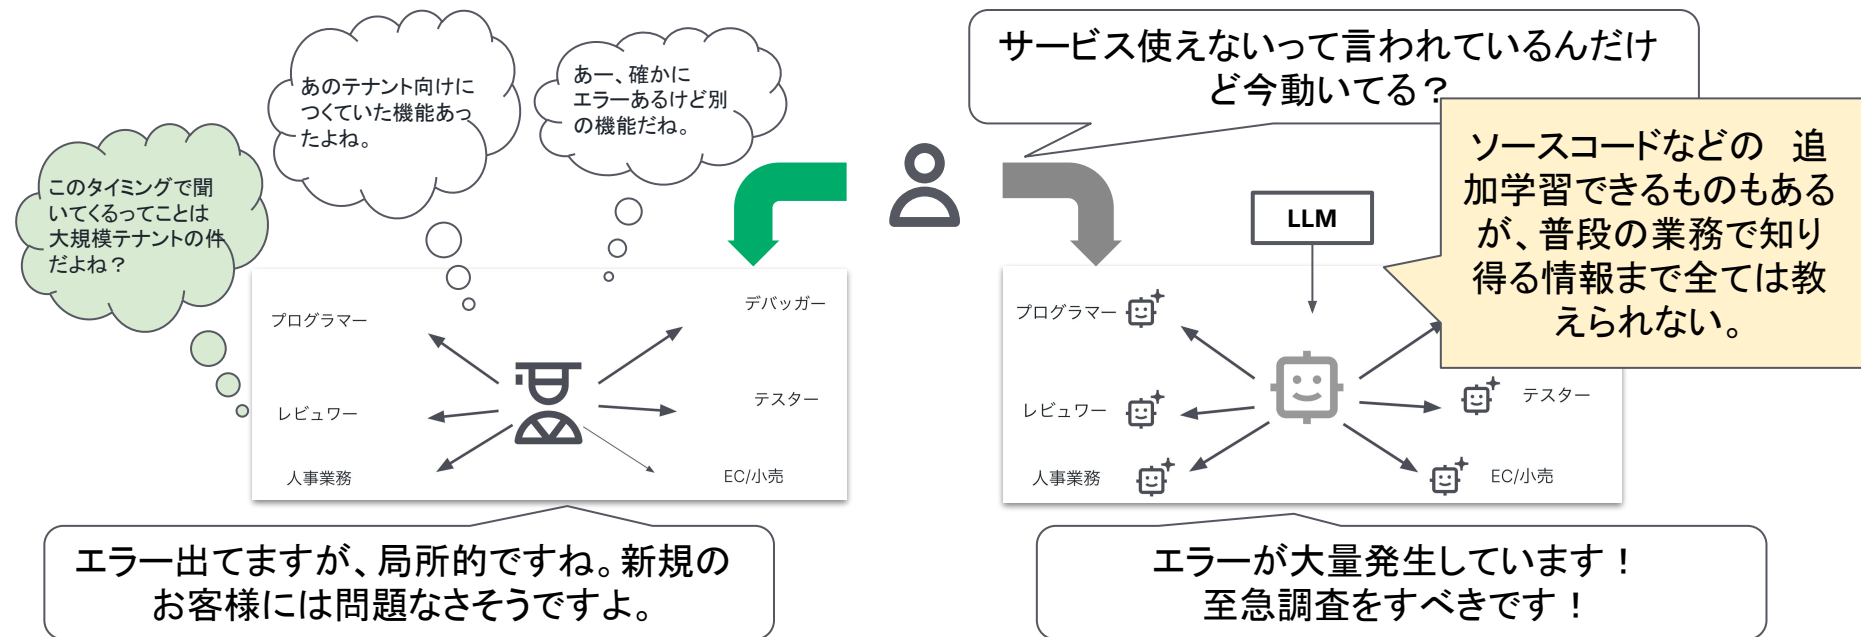 サービス使えないって言われているんだけ
ど今動いてる？
あのテナント向けに
つくていた機能あっ
たよね。
あー、確かに
エラーあるけど別
の機能だね。
このタイミングで聞
いてくるってことは
大規模テナントの件
だよね？
ソースコードなどの　追
加学習できるものもある
が、普段の業務で知り
得る情報まで全ては教
えられない。
LLM
プログラマー
デバッガー
レビュワー
テスター
人事業務
EC/小売
プログラマー
レビュワー
テスター
人事業務
EC/小売
エラー出てますが、局所的ですね。新規の
お客様には問題なさそうですよ。
エラーが大量発生しています！
至急調査をすべきです！